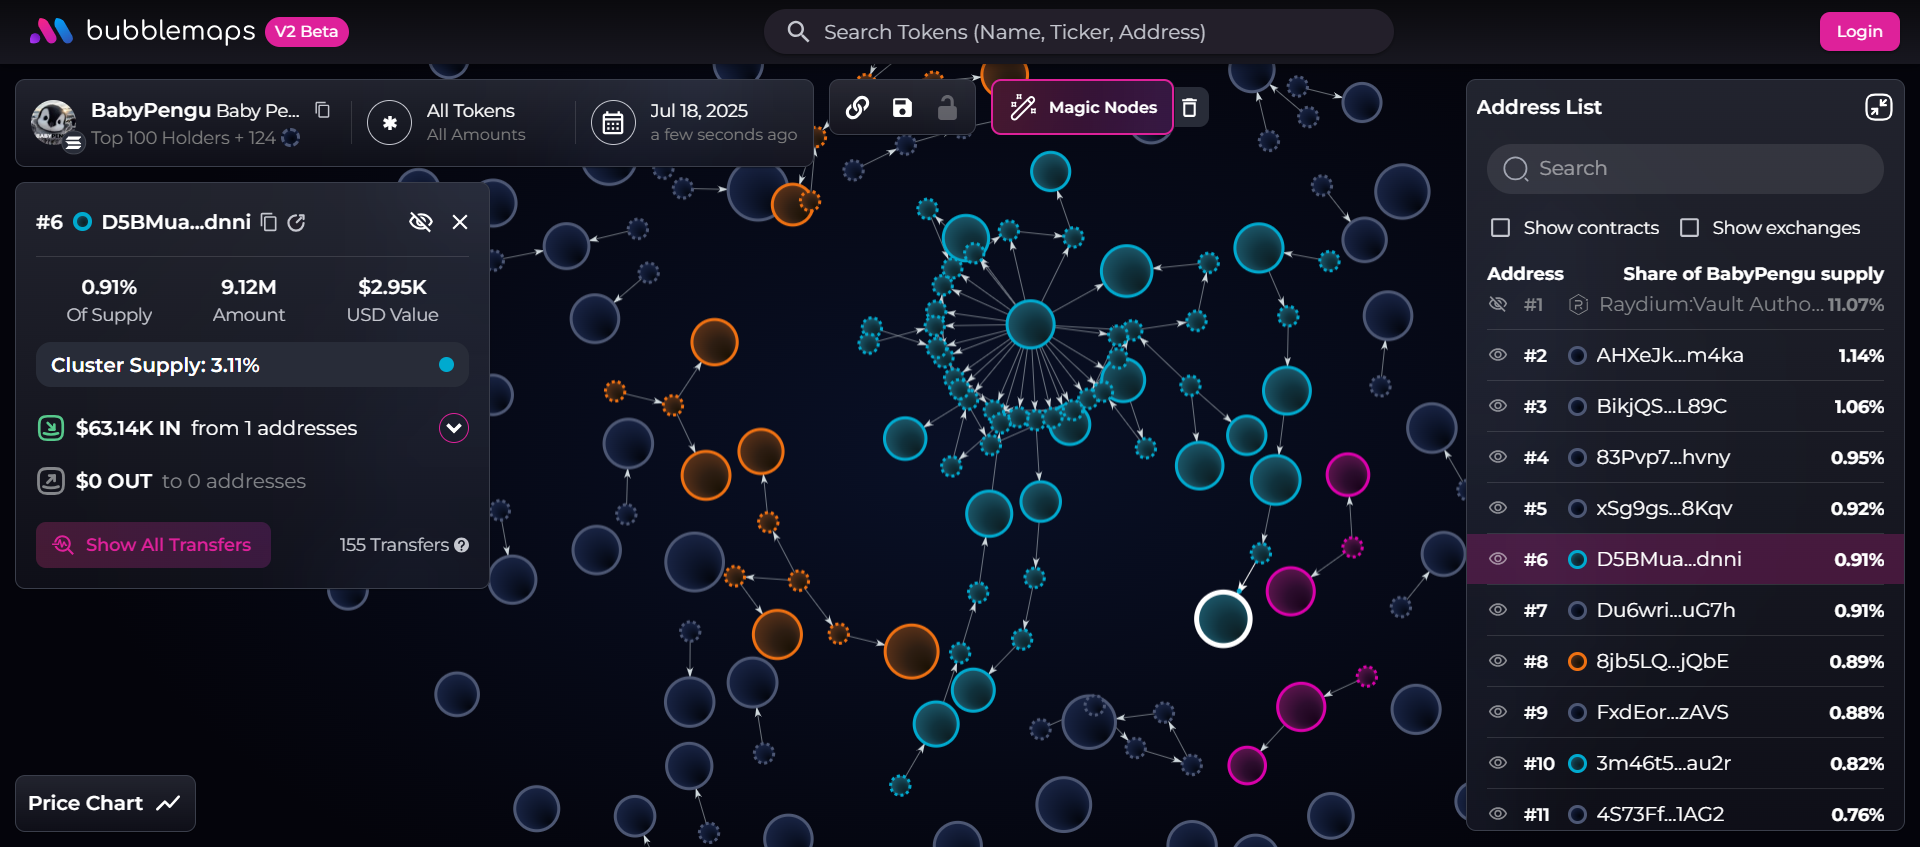 bubblemaps V2 Beta
Search Tokens (Name, Ticker, Address)
Login
BabyPengu Baby Pe...
Top 100 Holders + 124
All Tokens
All Amounts
Jul 18, 2025
a few seconds ago
Magic Nodes
#6 D5BMua...dnni
0.91%
Of Supply
9.12M
Amount
$2.95K
USD Value
Cluster Supply: 3.11%
$63.14K IN from 1 addresses
$0 OUT to 0 addresses
Show All Transfers
155 Transfers ?
Price Chart
Address List
Search
Show contracts
Show exchanges
Address Share of BabyPengu supply
#1 Raydium:Vault Autho... 11.07%
#2 AHXeJk...m4ka 1.14%
#3 BikjQS...L89C 1.06%
#4 83Pvp7...hvny 0.95%
#5 xSg9gs...8Kqv 0.92%
#6 D5BMua...dnni 0.91%
#7 Du6wri...uG7h 0.91%
#8 8jb5LQ...jQbE 0.89%
#9 FxdEor...zAVS 0.88%
#10 3m46t5...au2r 0.82%
#11 4S73Ff...1AG2 0.76%